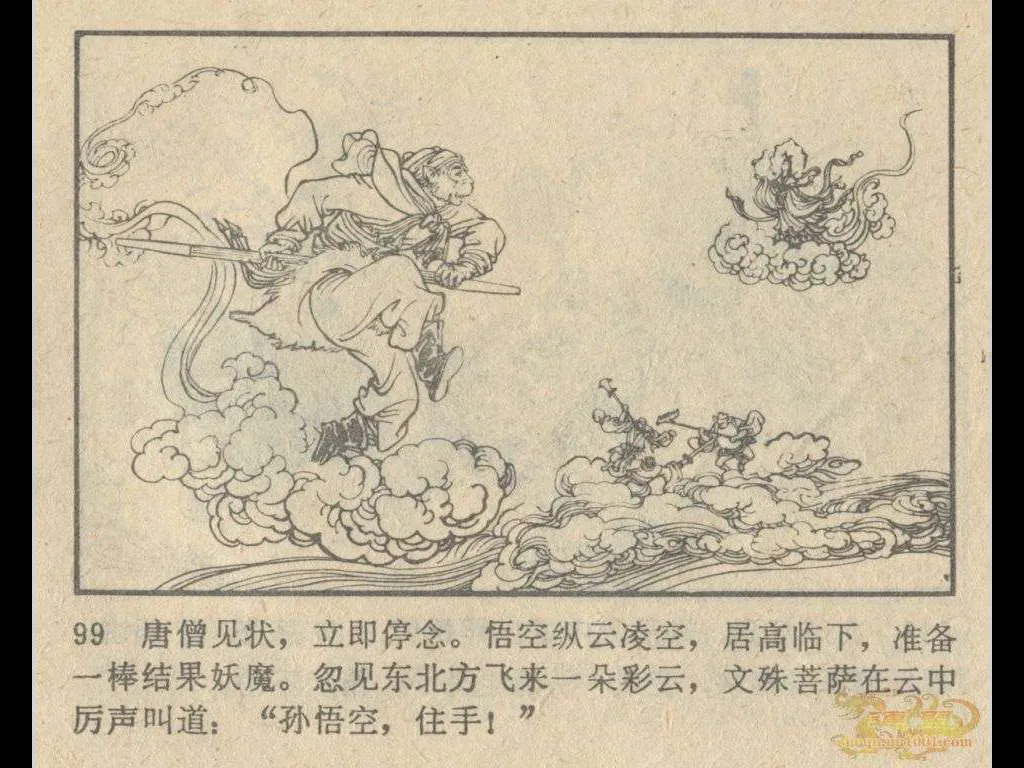 99 唐僧见状，立即停念。悟空纵云凌空，居高临下，准备
一棒结果妖魔。忽见东北方飞来一朵彩云，文殊菩萨在云中
厉声叫道：“孙悟空，住手！”